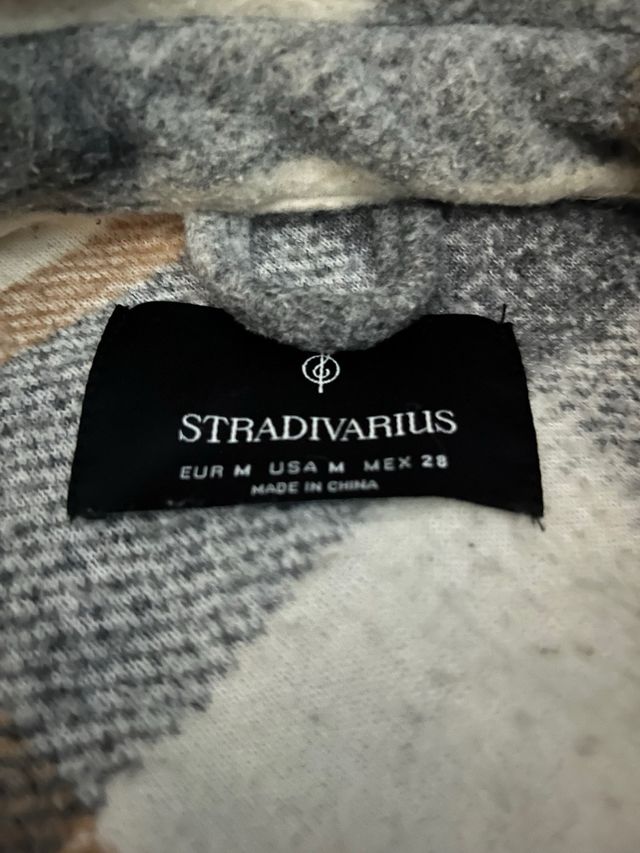 STRADIVARIUS
EUR M USA M MEX 28
MADE IN CHINA